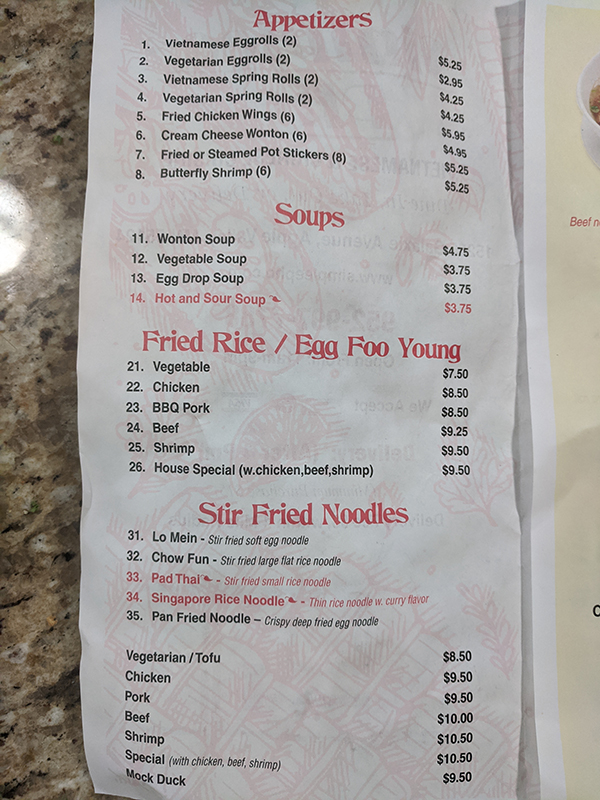 Appetizers
1. Vietnamese Eggrolls (2) $5.25
2. Vegetarian Eggrolls (2) $2.95
3. Vietnamese Spring Rolls (2) $4.25
4. Vegetarian Spring Rolls (2) $4.25
5. Fried Chicken Wings (6) $5.95
6. Cream Cheese Wonton (6) $4.95
7. Fried or Steamed Pot Stickers (8) $5.25
8. Butterfly Shrimp (6) $5.25
Soups
11. Wonton Soup $4.75
12. Vegetable Soup $3.75
13. Egg Drop Soup $3.75
14. Hot and Sour Soup $3.75
Fried Rice / Egg Foo Young
21. Vegetable $7.50
22. Chicken $8.50
23. BBQ Pork $8.50
24. Beef $9.25
25. Shrimp $9.50
26. House Special (w.chicken,beef,shrimp) $9.50
Stir Fried Noodles
31. Lo Mein - Stir fried soft egg noodle
32. Chow Fun - Stir fried large flat rice noodle
33. Pad Thai - Stir fried small rice noodle
34. Singapore Rice Noodle - Thin rice noodle w. curry flavor
35. Pan Fried Noodle – Crispy deep fried egg noodle
Vegetarian / Tofu $8.50
Chicken $9.50
Pork $9.50
Beef $10.00
Shrimp $10.50
Special (with chicken, beef, shrimp) $10.50
Mock Duck $9.50
Beef